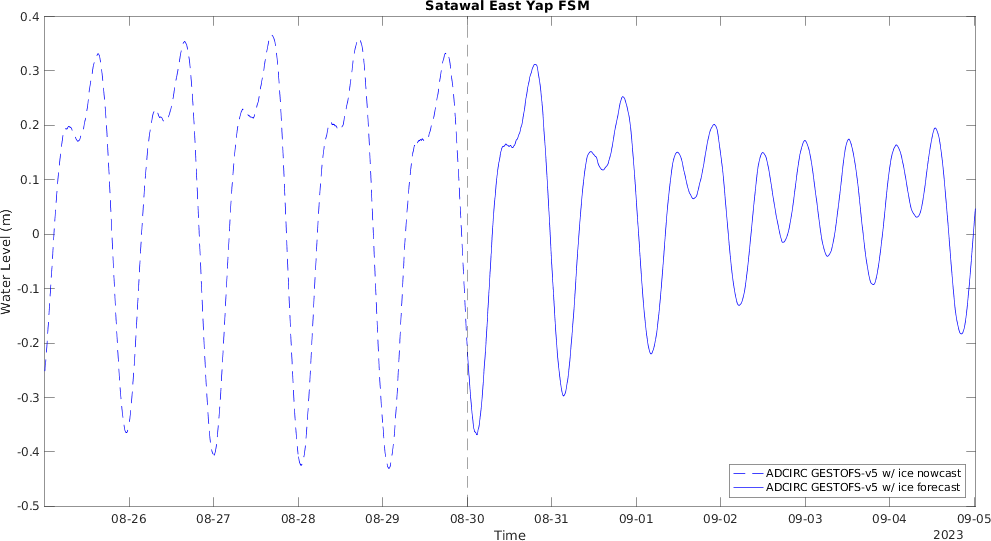 Satawal East Yap FSM
0.4
0.3
0.2
0.1
0
-0.1
-0.2
-0.3
-0.4
-0.5
Water Level (m)
ADCIRC GESTOFS-v5 w/ ice nowcast
ADCIRC GESTOFS-v5 w/ ice forecast
08-26 08-27 08-28 08-29 08-30 08-31 09-01 09-02 09-03 09-04 09-05
Time
2023